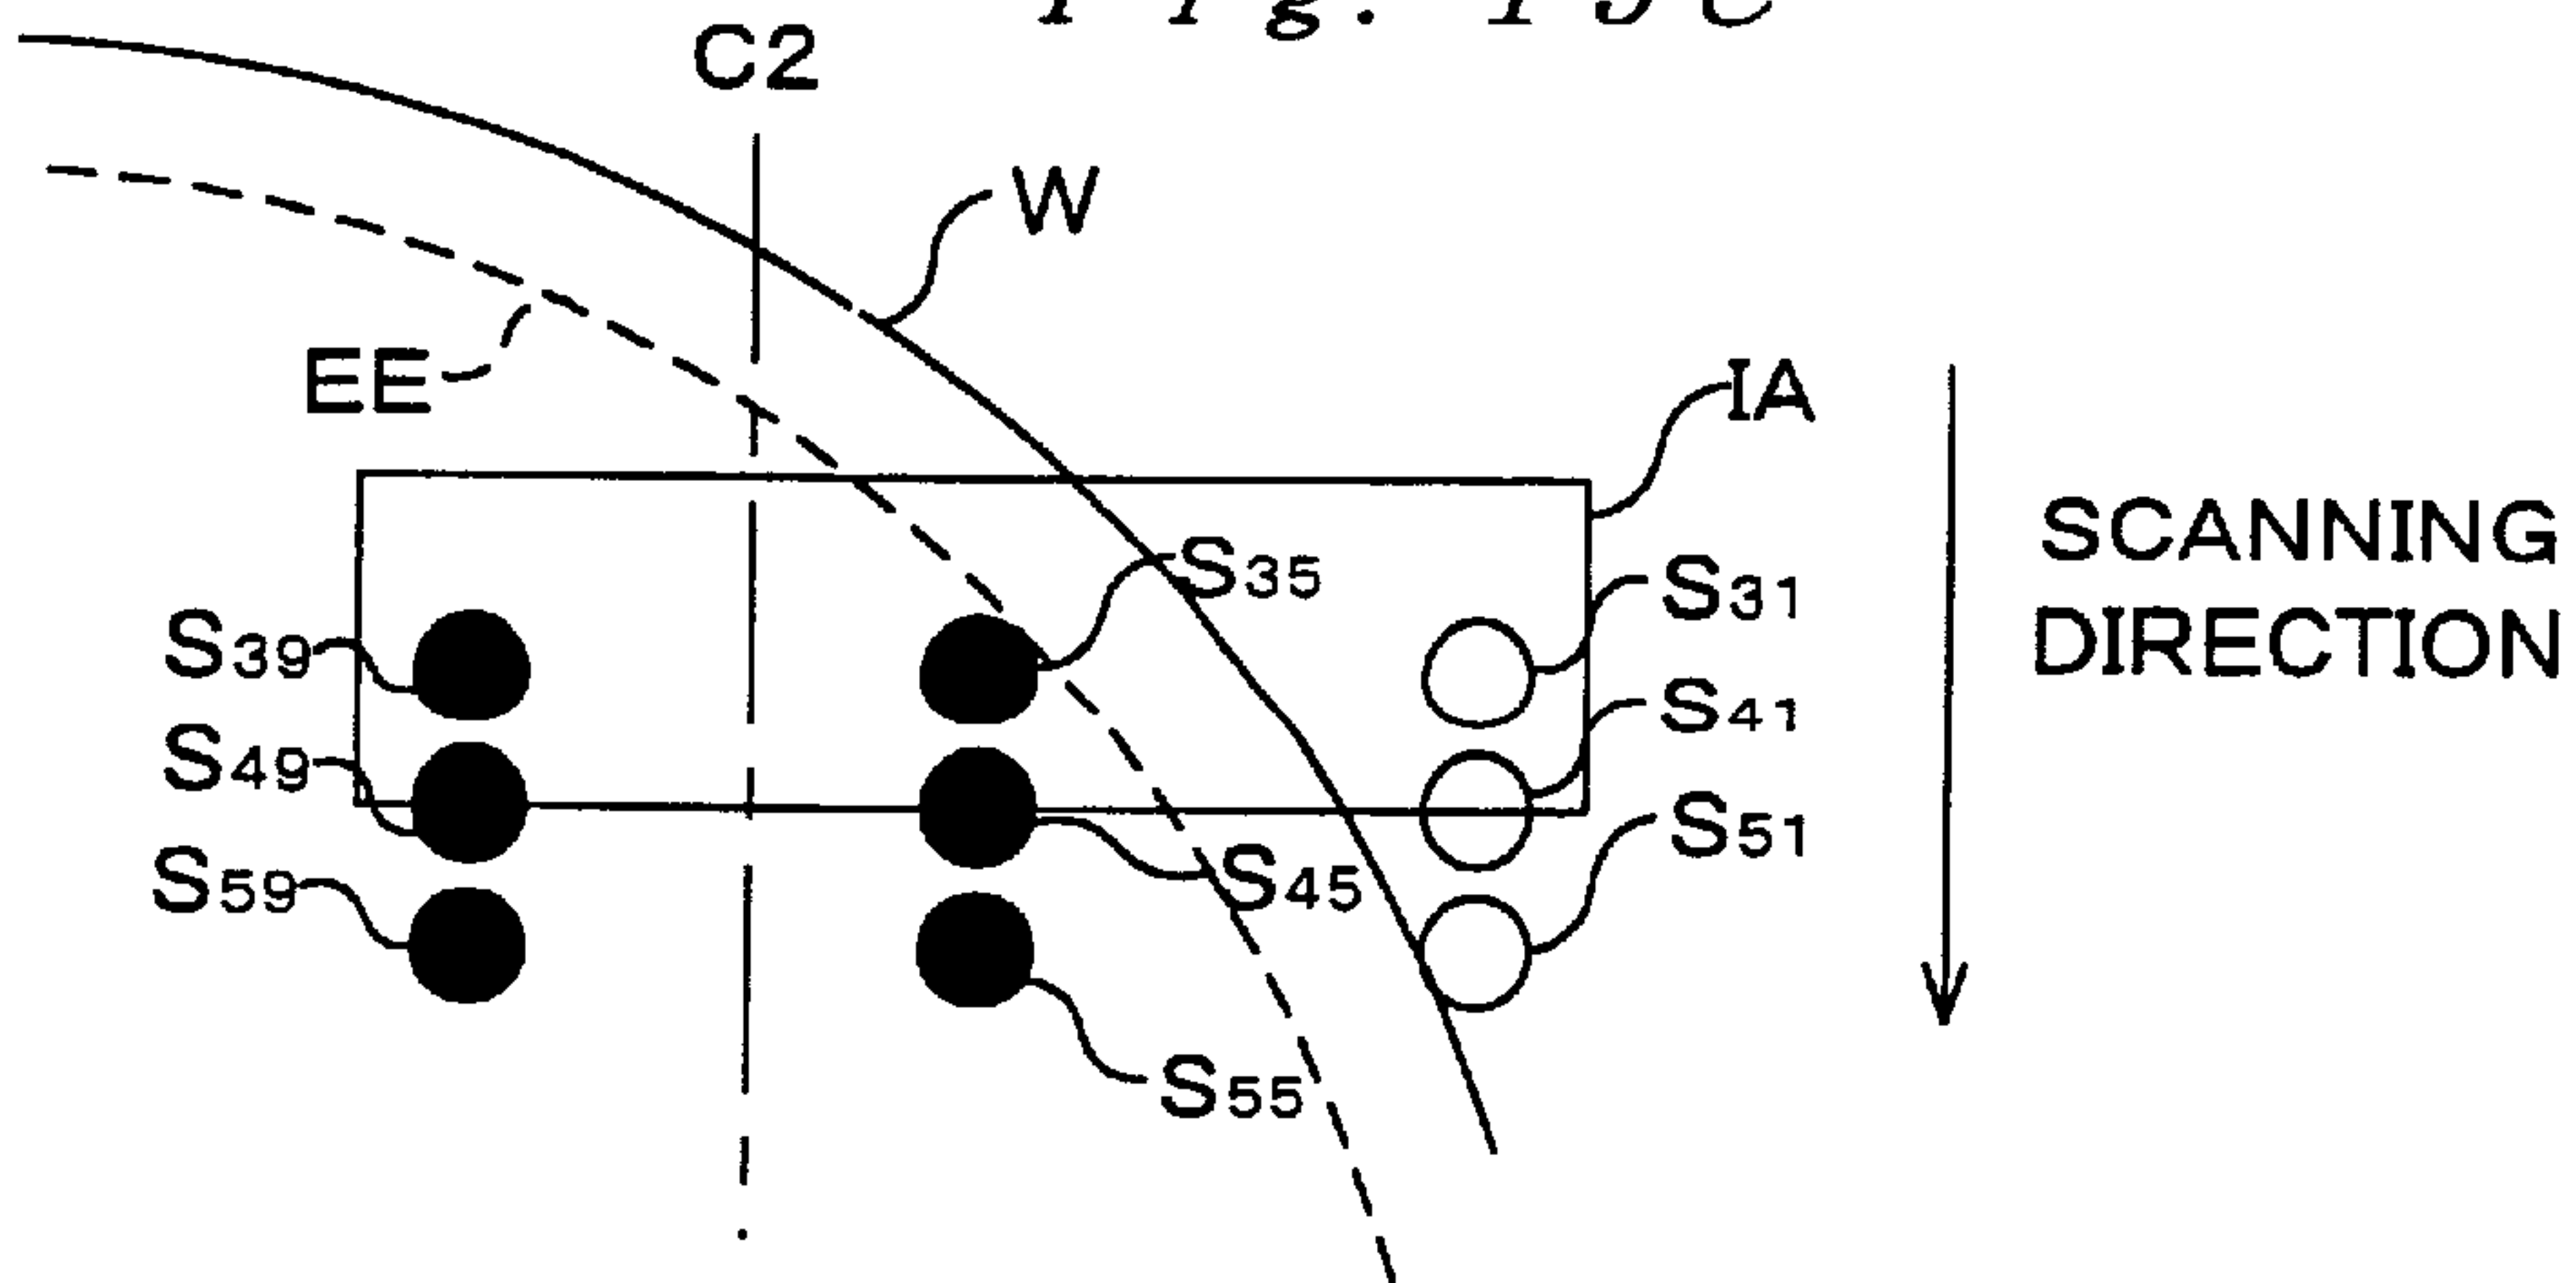 C2
W
EE
IA
S35
S31
S39
SCANNING
DIRECTION
S41
S49
S51
S59
S45
S55